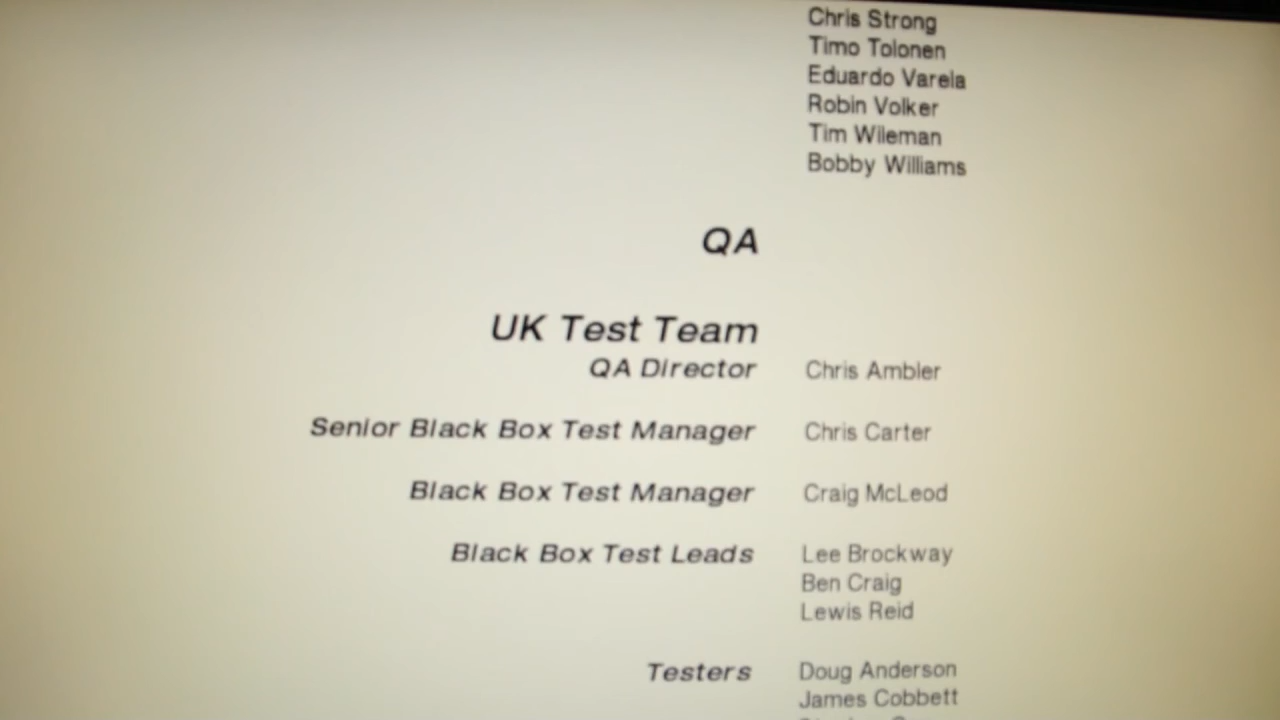 Chris Strong
Timo Tolonen
Eduardo Varela
Robin Volker
Tim Wileman
Bobby Williams
QA
UK Test Team
QA Director Chris Ambler
Senior Black Box Test Manager Chris Carter
Black Box Test Manager Craig McLeod
Black Box Test Leads Lee Brockway
Ben Craig
Lewis Reid
Testers Doug Anderson
James Cobbett